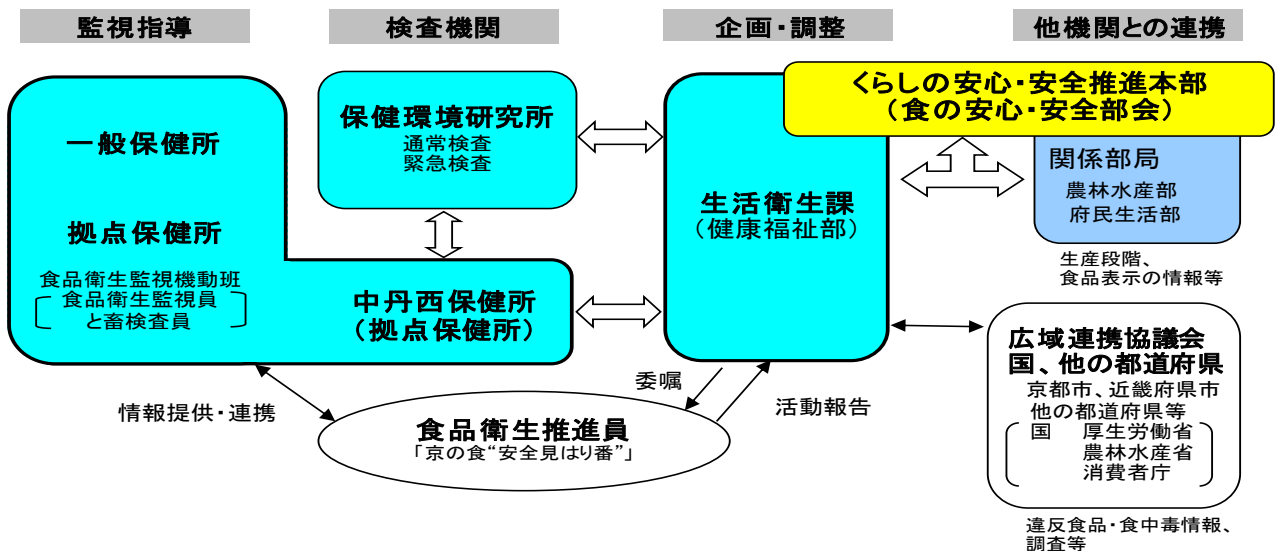 監視指導
検査機関
企画・調整
他機関との連携
くらしの安心・安全推進本部
（食の安心・安全部会）
一般保健所
拠点保健所
食品衛生監視機動班
食品衛生監視員
と畜検査員
保健環境研究所
通常検査
緊急検査
中丹西保健所
（拠点保健所）
生活衛生課
（健康福祉部）
関係部局
農林水産部
府民生活部
生産段階、
食品表示の情報等
広域連携協議会
国、他の都道府県
京都市、近畿府県市
他の都道府県等
国　厚生労働省
農林水産省
消費者庁
違反食品・食中毒情報、
調査等
情報提供・連携
委嘱
活動報告
食品衛生推進員
「京の食“安全見はり番”」